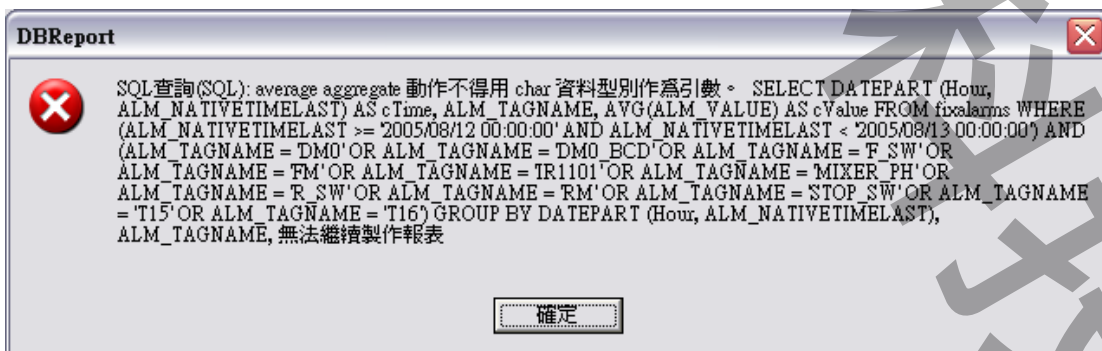 DBReport
SQL查詢(SQL): average aggregate 動作不得用 char 資料型別作為引數。 SELECT DATEPART (Hour,
ALM_NATIVETIMELAST) AS cTime, ALM_TAGNAME, AVG(ALM_VALUE) AS cValue FROM fixalarms WHERE
(ALM_NATIVETIMELAST >= '2005/08/12 00:00:00' AND ALM_NATIVETIMELAST < '2005/08/13 00:00:00') AND
(ALM_TAGNAME = 'DM0' OR ALM_TAGNAME = 'DM0_BCD' OR ALM_TAGNAME = 'F_SW' OR
ALM_TAGNAME = 'FM' OR ALM_TAGNAME = 'IR1101' OR ALM_TAGNAME = 'MIXER_PH' OR
ALM_TAGNAME = 'R_SW' OR ALM_TAGNAME = 'RM' OR ALM_TAGNAME = 'STOP_SW' OR ALM_TAGNAME
= 'T15' OR ALM_TAGNAME = 'T16') GROUP BY DATEPART (Hour, ALM_NATIVETIMELAST),
ALM_TAGNAME, 無法繼續製作報表
確定